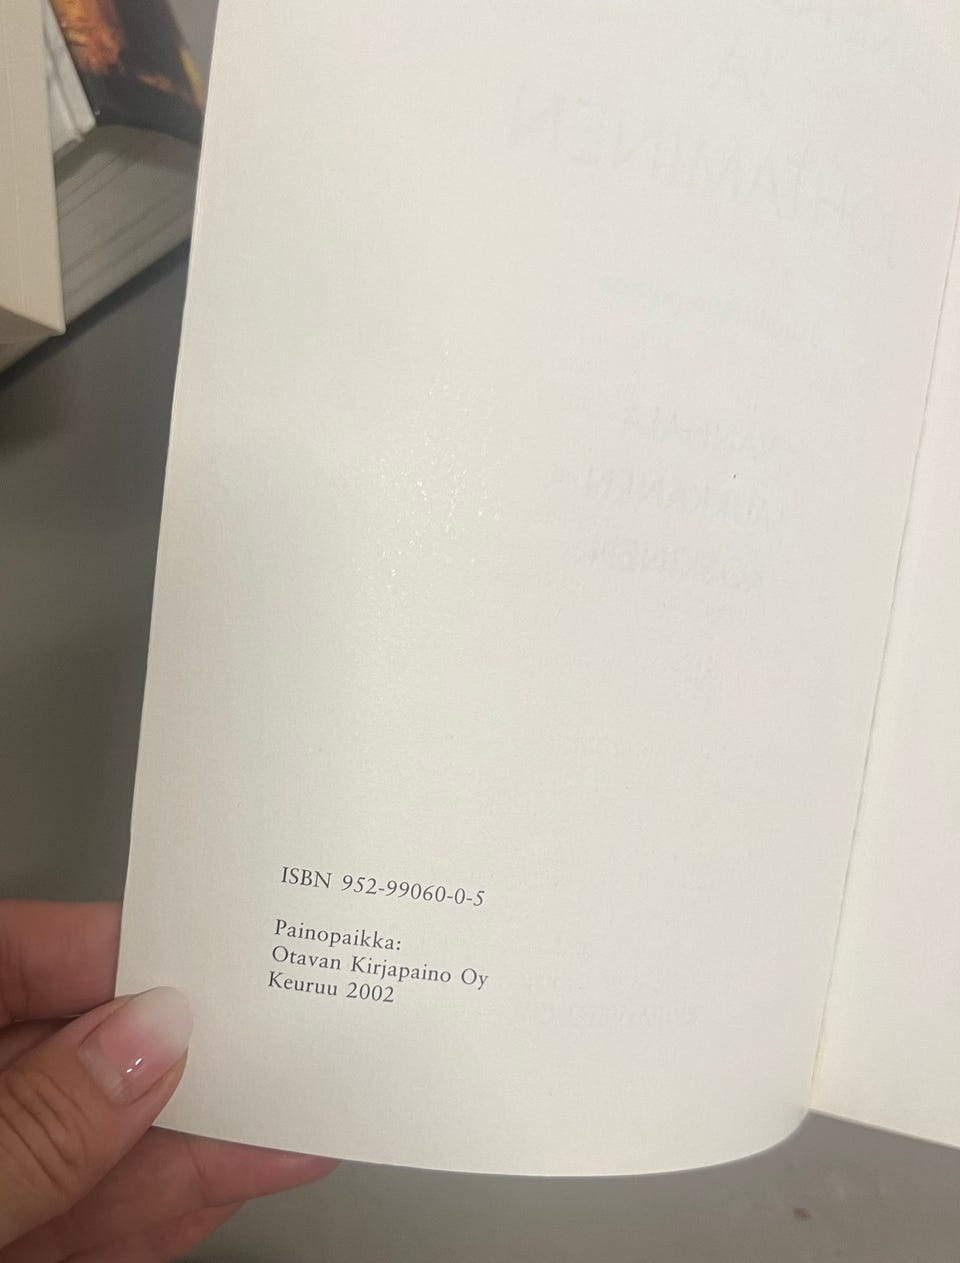 ISBN 952-99060-0-5
Painopaikka:
Otavan Kirjapaino Oy
Keuruu 2002